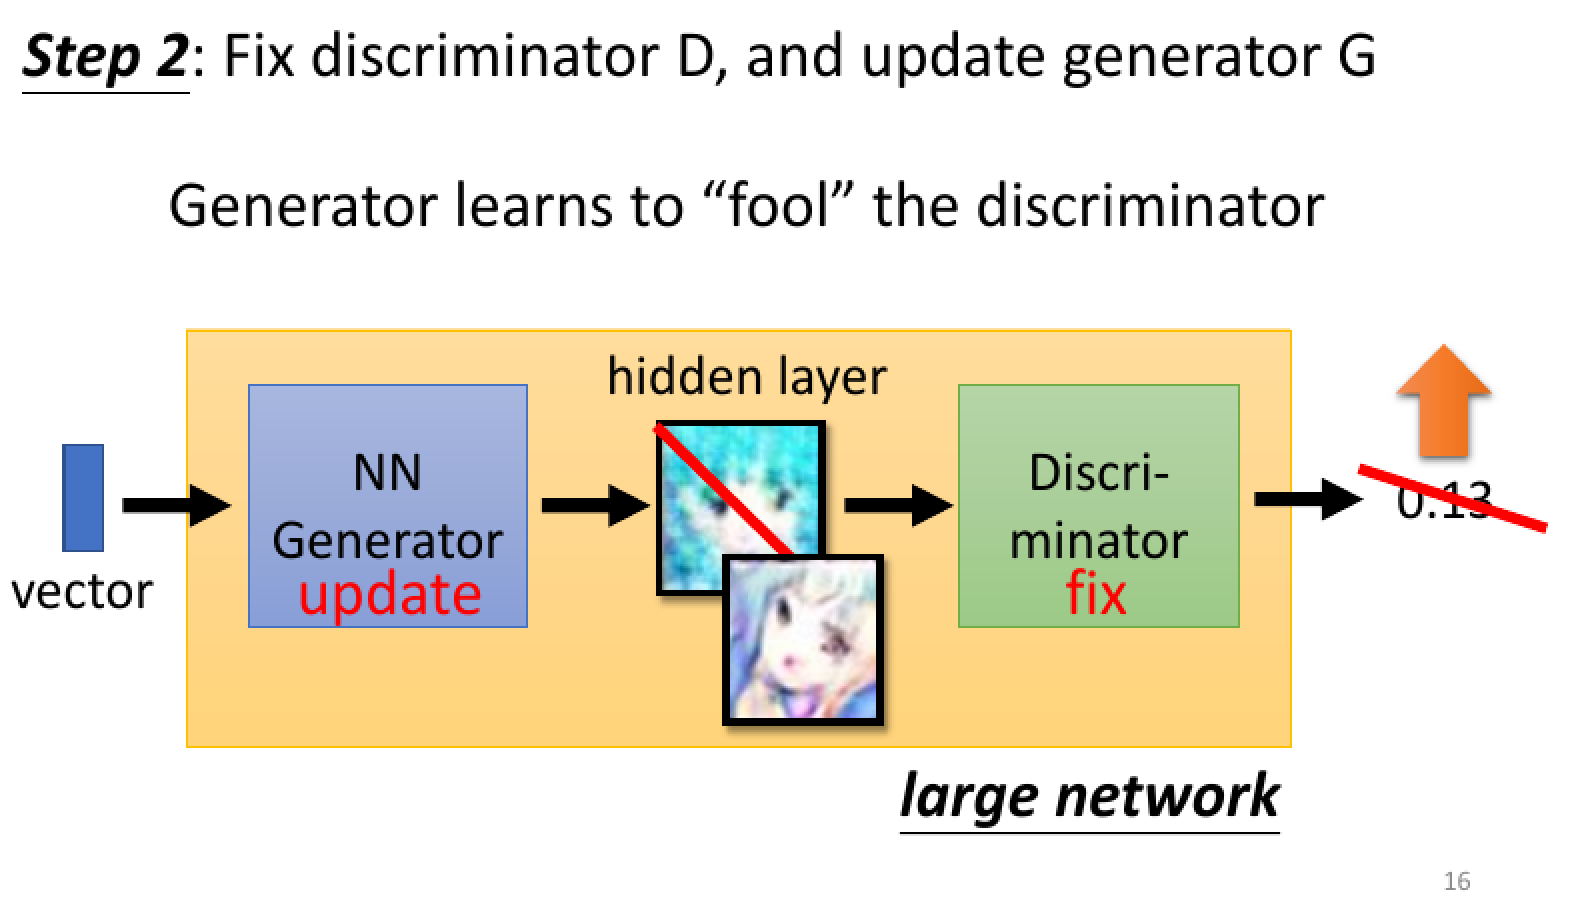 Step 2: Fix discriminator D, and update generator G
Generator learns to “fool” the discriminator
hidden layer
NN
Generator
update
Discri-
minator
fix
vector
0.13
large network
16